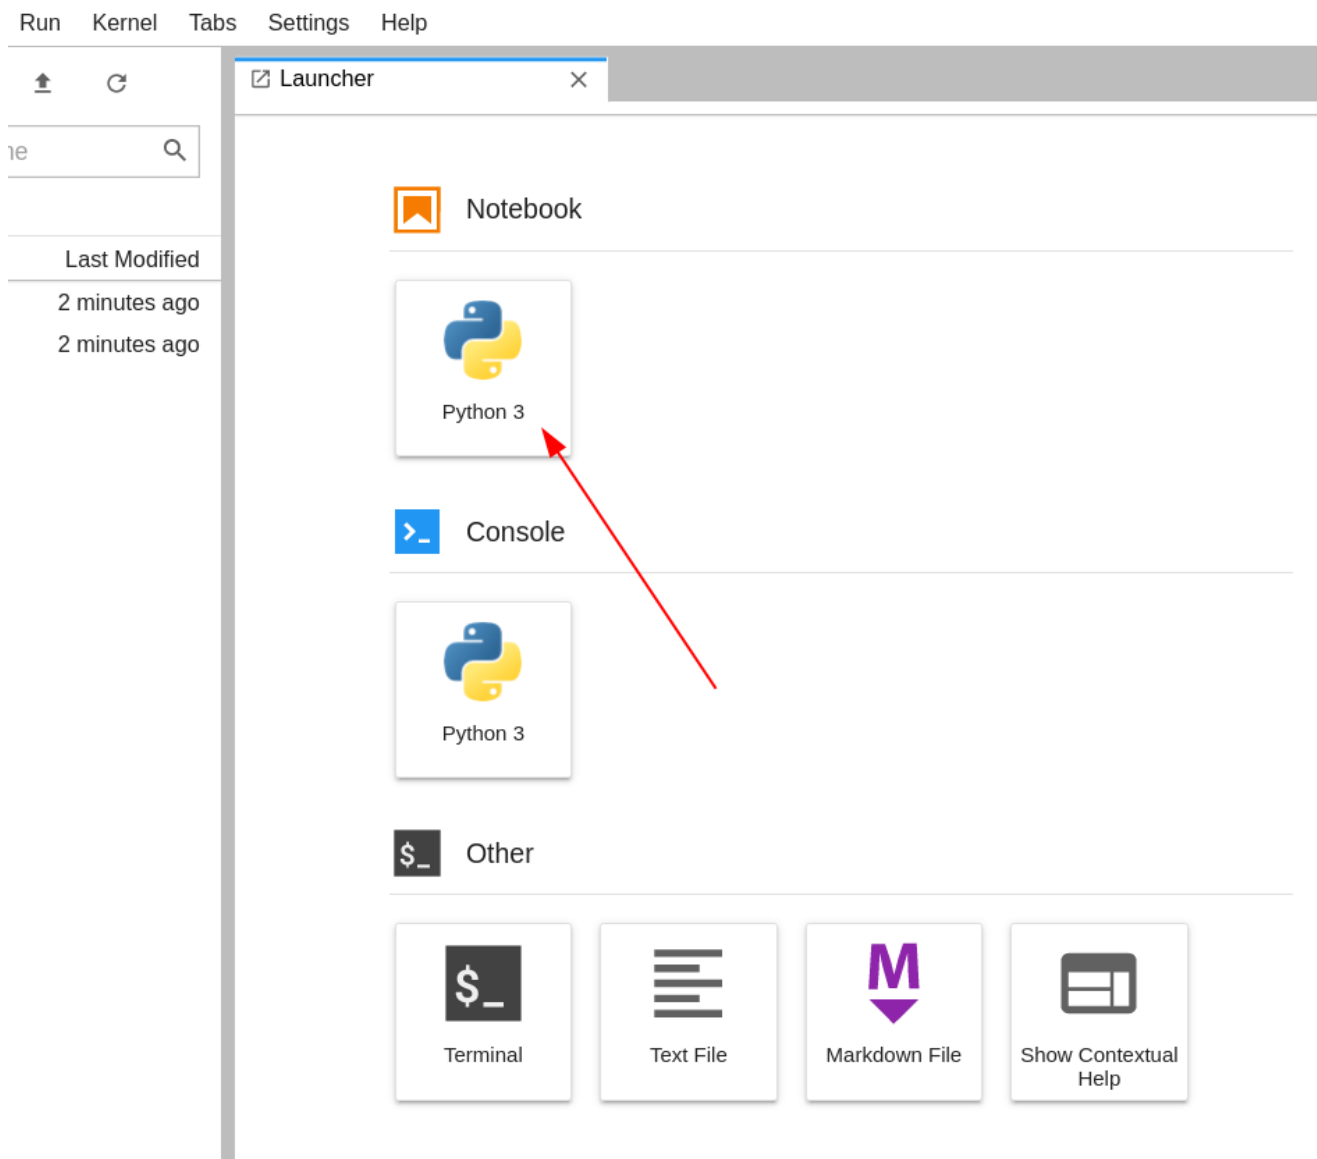 Run Kernel Tabs Settings Help
Launcher
Last Modified
2 minutes ago
2 minutes ago
Notebook
Python 3
Console
Python 3
Other
$_
$_
Terminal
Text File
M
Markdown File
Show Contextual
Help